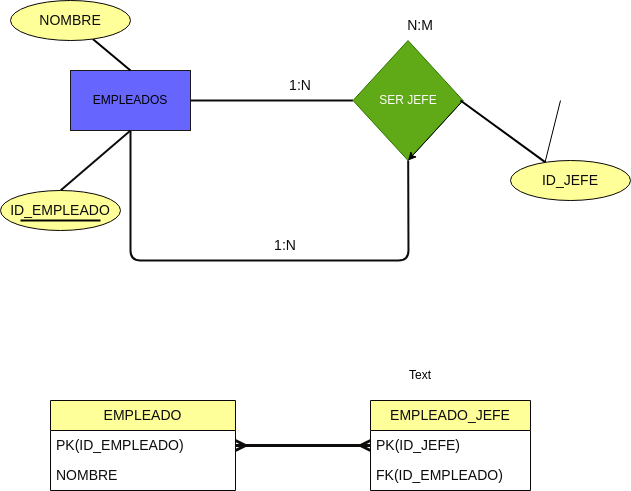 NOMBRE
N:M
1:N
EMPLEADOS
SER JEFE
ID_JEFE
ID_EMPLEADO
1:N
Text
EMPLEADO
PK(ID_EMPLEADO)
NOMBRE
EMPLEADO_JEFE
PK(ID_JEFE)
FK(ID_EMPLEADO)